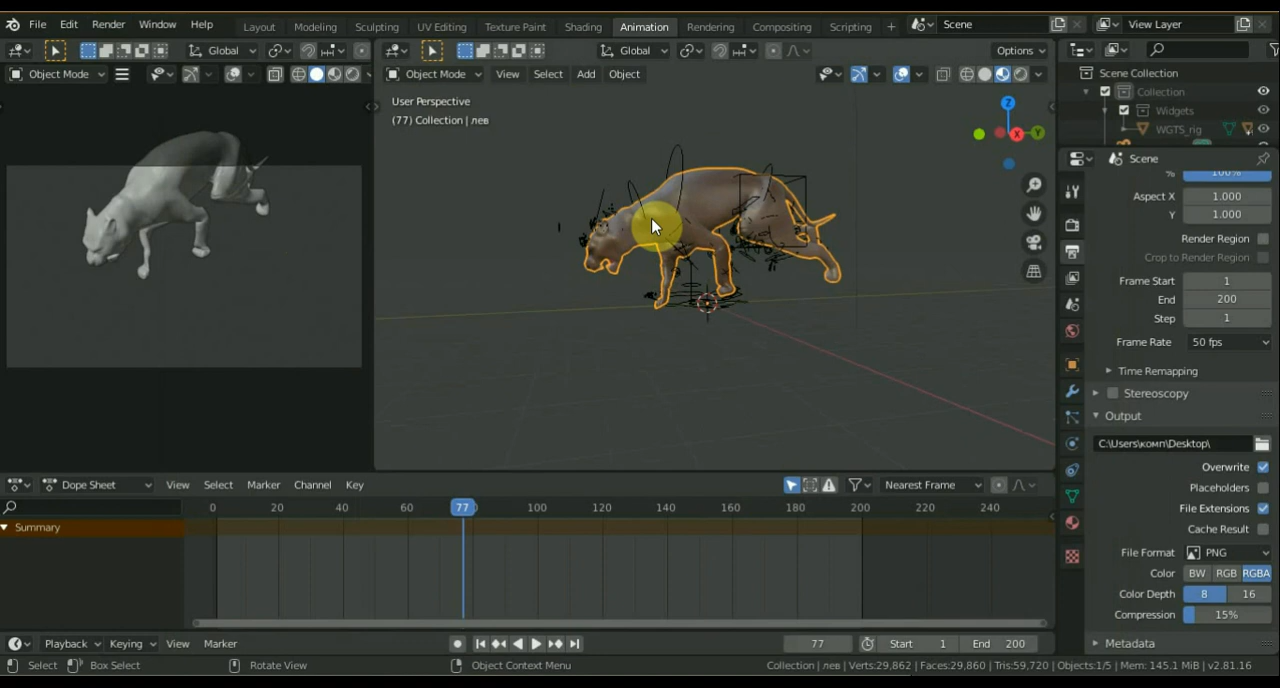 File Edit Render Window Help Layout Modeling Sculpting UV Editing Texture Paint Shading Animation Rendering Compositing Scripting + Scene View Layer
Global Global Options
Object Mode Object Mode View Select Add Object
User Perspective
(77) Collection | лев
Scene Collection
Collection
Widgets
WGTS_rig
Scene
% 100%
Aspect X 1.000
Y 1.000
Render Region
Crop to Render Region
Frame Start 1
End 200
Step 1
Frame Rate 50 fps
Time Remapping
Stereoscopy
Output
C:\Users\комп\Desktop\
Overwrite
Placeholders
File Extensions
Cache Result
File Format PNG
Color BW RGB RGBA
Color Depth 8 16
Compression 15%
Metadata
Dope Sheet View Select Marker Channel Key Nearest Frame
0 20 40 60 77 100 120 140 160 180 200 220 240
Summary
Playback Keying View Marker 77 Start 1 End 200
Select Box Select Rotate View Object Context Menu Collection | лев | Verts:29,862 | Faces:29,860 | Tris:59,720 | Objects:1/5 | Mem: 145.1 MiB | v2.81.16